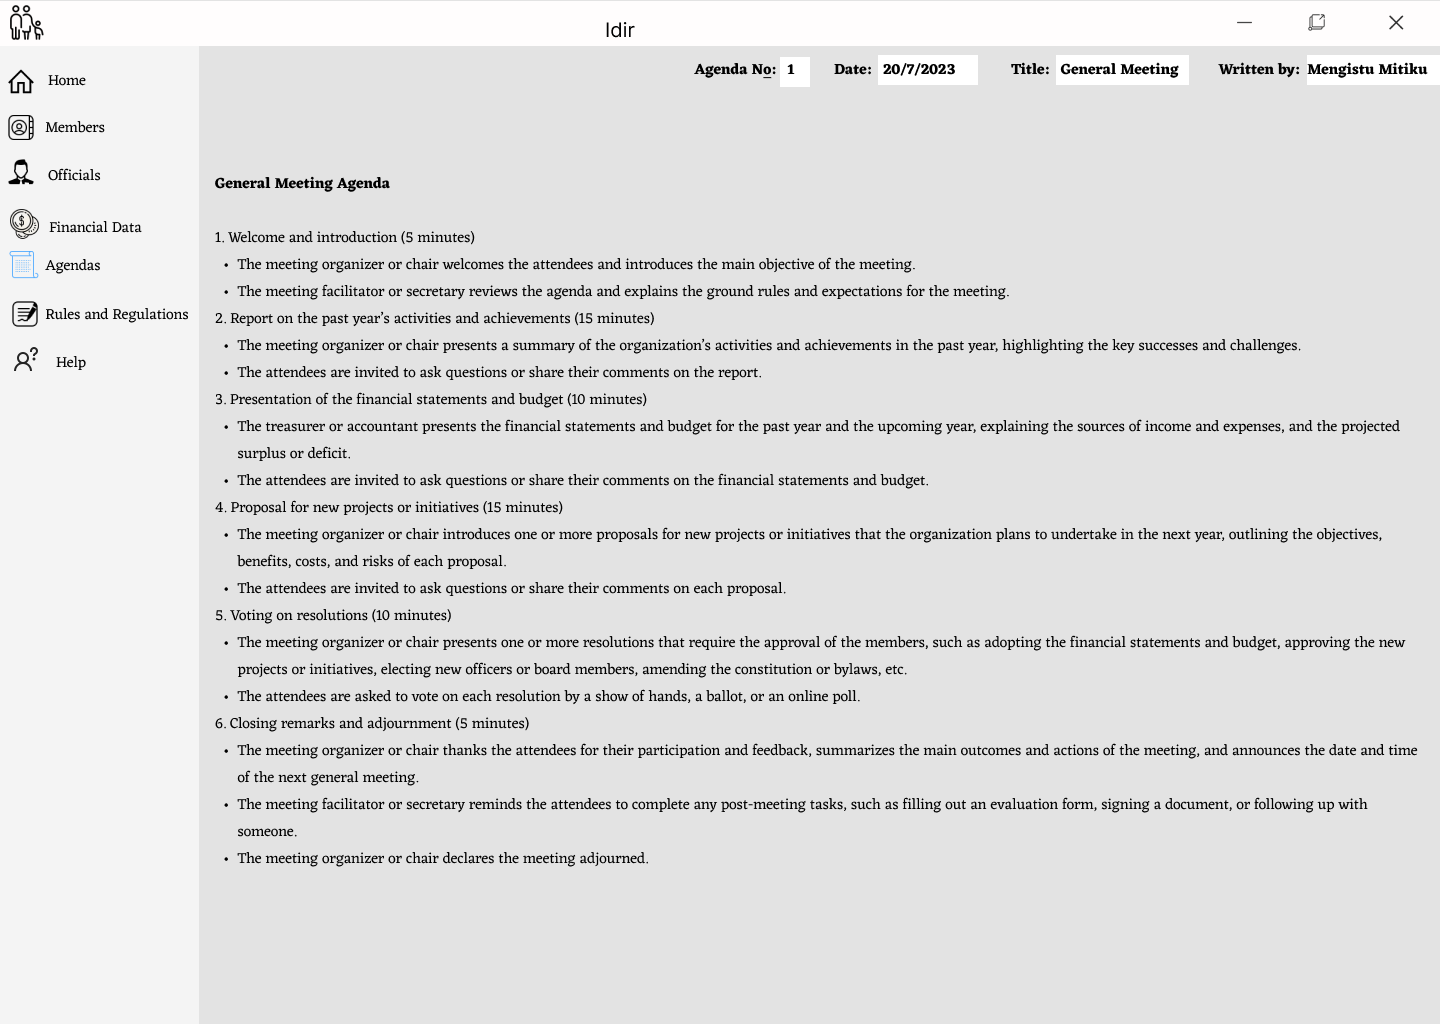 Idir
Home
Members
Officials
Financial Data
Agendas
Rules and Regulations
Help
Agenda No: 1 Date: 20/7/2023 Title: General Meeting Written by: Mengistu Mitiku
General Meeting Agenda
1. Welcome and introduction (5 minutes)
• The meeting organizer or chair welcomes the attendees and introduces the main objective of the meeting.
• The meeting facilitator or secretary reviews the agenda and explains the ground rules and expectations for the meeting.
2. Report on the past year’s activities and achievements (15 minutes)
• The meeting organizer or chair presents a summary of the organization’s activities and achievements in the past year, highlighting the key successes and challenges.
• The attendees are invited to ask questions or share their comments on the report.
3. Presentation of the financial statements and budget (10 minutes)
• The treasurer or accountant presents the financial statements and budget for the past year and the upcoming year, explaining the sources of income and expenses, and the projected
surplus or deficit.
• The attendees are invited to ask questions or share their comments on the financial statements and budget.
4. Proposal for new projects or initiatives (15 minutes)
• The meeting organizer or chair introduces one or more proposals for new projects or initiatives that the organization plans to undertake in the next year, outlining the objectives,
benefits, costs, and risks of each proposal.
• The attendees are invited to ask questions or share their comments on each proposal.
5. Voting on resolutions (10 minutes)
• The meeting organizer or chair presents one or more resolutions that require the approval of the members, such as adopting the financial statements and budget, approving the new
projects or initiatives, electing new officers or board members, amending the constitution or bylaws, etc.
• The attendees are asked to vote on each resolution by a show of hands, a ballot, or an online poll.
6. Closing remarks and adjournment (5 minutes)
• The meeting organizer or chair thanks the attendees for their participation and feedback, summarizes the main outcomes and actions of the meeting, and announces the date and time
of the next general meeting.
• The meeting facilitator or secretary reminds the attendees to complete any post-meeting tasks, such as filling out an evaluation form, signing a document, or following up with
someone.
• The meeting organizer or chair declares the meeting adjourned.